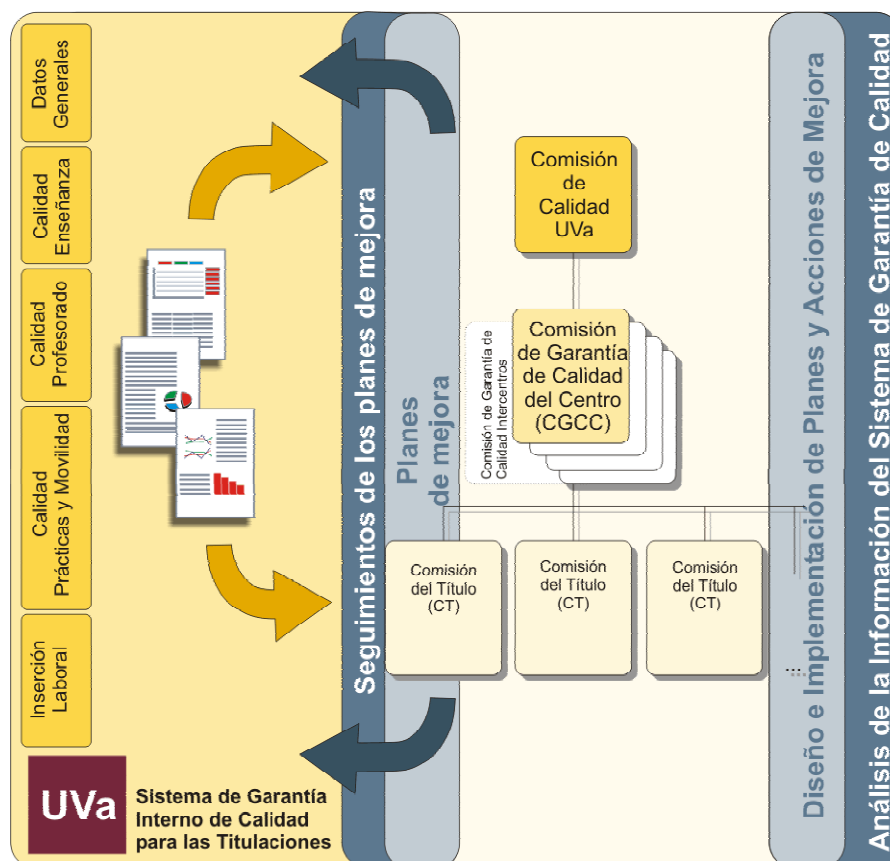 Datos
Generales
Calidad
Enseñanza
Calidad
Profesorado
Calidad
Prácticas y Movilidad
Inserción
Laboral
UVa
Sistema de Garantía
Interno de Calidad
para las Titulaciones
Seguimientos de los planes de mejora
Planes
de mejora
Comisión
de
Calidad
UVa
Comisión de Garantía de
Calidad Intercentros
Comisión
de Garantía
de Calidad
del Centro
(CGCC)
Comisión
del Título
(CT)
Comisión
del Título
(CT)
Comisión
del Título
(CT)
...
Diseño e Implementación de Planes y Acciones de Mejora
Análisis de la Información del Sistema de Garantía de Calidad